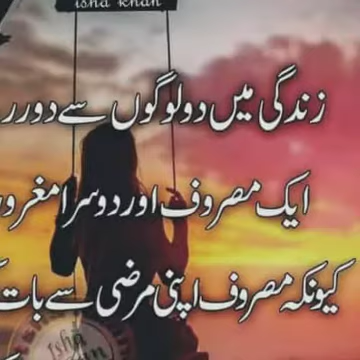 isha khan
زندگی میں دو لوگوں سے دور ر
ایک مصروف اور دوسرا مغرو
کیونکہ مصروف اپنی مرضی سے بات ک
Isha